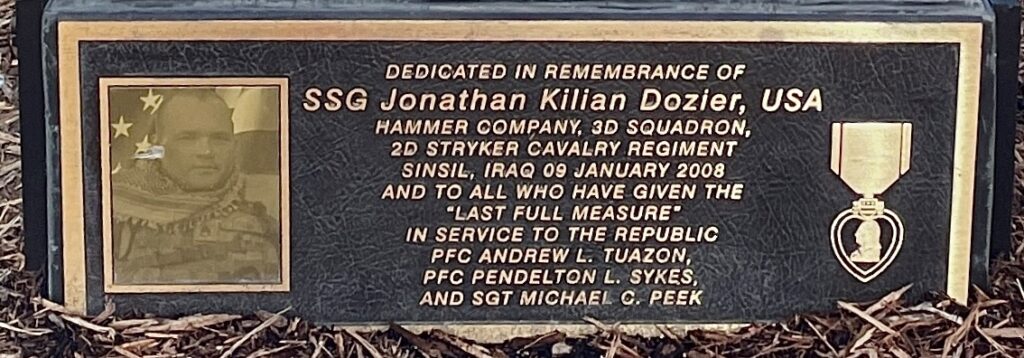 DEDICATED IN REMEMBRANCE OF
SSG Jonathan Kilian Dozier, USA
HAMMER COMPANY, 3D SQUADRON,
2D STRYKER CAVALRY REGIMENT
SINSIL, IRAQ 09 JANUARY 2008
AND TO ALL WHO HAVE GIVEN THE
"LAST FULL MEASURE"
IN SERVICE TO THE REPUBLIC
PFC ANDREW L. TUAZON,
PFC PENDELTON L. SYKES,
AND SGT MICHAEL C. PEEK